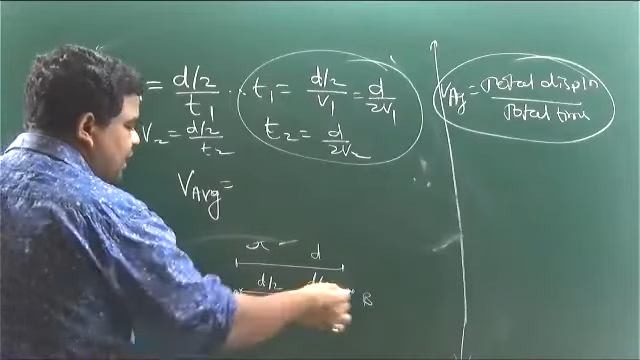 = d/2 / t₁ ∴ t₁ = d/2 / v₁ = d / 2v₁
V₂ = d/2 / t₂
t₂ = d / 2v₂
VAvg =
d
d/2
B
VAvg = Total displn / Total time